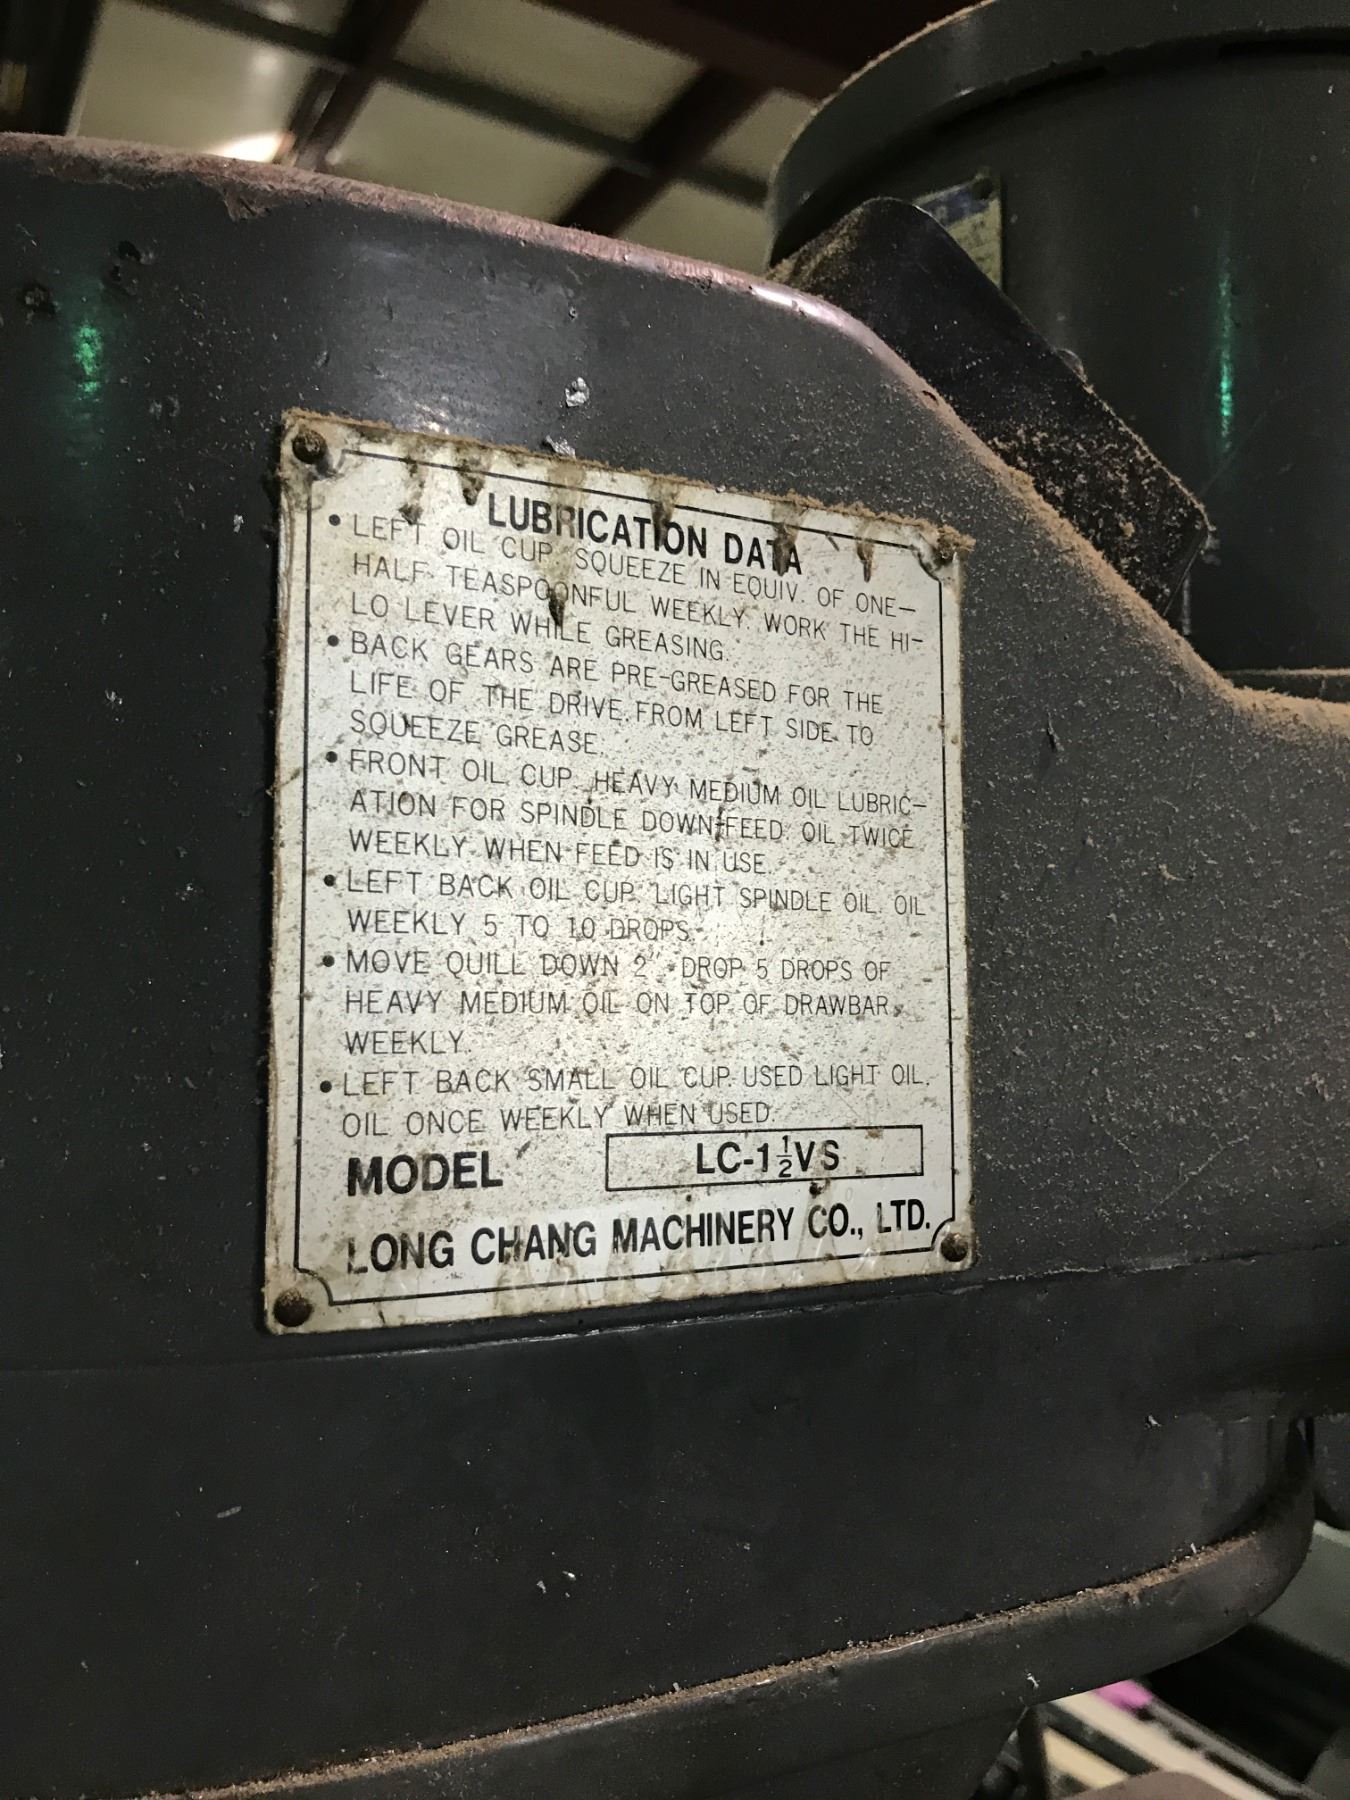 LUBRICATION DATA
• LEFT OIL CUP SQUEEZE IN EQUIV. OF ONE-
HALF TEASPOONFUL WEEKLY. WORK THE HI-
LO LEVER WHILE GREASING.
• BACK GEARS ARE PRE-GREASED FOR THE
LIFE OF THE DRIVE. FROM LEFT SIDE TO
SQUEEZE GREASE.
• FRONT OIL CUP. HEAVY MEDIUM OIL LUBRIC-
ATION FOR SPINDLE DOWN-FEED. OIL TWICE
WEEKLY WHEN FEED IS IN USE.
• LEFT BACK OIL CUP. LIGHT SPINDLE OIL. OIL
WEEKLY 5 TO 10 DROPS.
• MOVE QUILL DOWN 2". DROP 5 DROPS OF
HEAVY MEDIUM OIL ON TOP OF DRAWBAR
WEEKLY.
• LEFT BACK SMALL OIL CUP. USED LIGHT OIL.
OIL ONCE WEEKLY WHEN USED.
MODEL LC-1½VS
LONG CHANG MACHINERY CO., LTD.